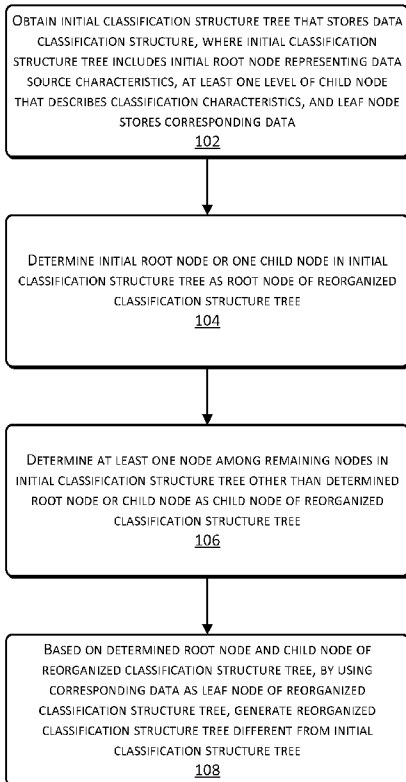 OBTAIN INITIAL CLASSIFICATION STRUCTURE TREE THAT STORES DATA
CLASSIFICATION STRUCTURE, WHERE INITIAL CLASSIFICATION
STRUCTURE TREE INCLUDES INITIAL ROOT NODE REPRESENTING DATA
SOURCE CHARACTERISTICS, AT LEAST ONE LEVEL OF CHILD NODE
THAT DESCRIBES CLASSIFICATION CHARACTERISTICS, AND LEAF NODE
STORES CORRESPONDING DATA
102
DETERMINE INITIAL ROOT NODE OR ONE CHILD NODE IN INITIAL
CLASSIFICATION STRUCTURE TREE AS ROOT NODE OF REORGANIZED
CLASSIFICATION STRUCTURE TREE
104
DETERMINE AT LEAST ONE NODE AMONG REMAINING NODES IN
INITIAL CLASSIFICATION STRUCTURE TREE OTHER THAN DETERMINED
ROOT NODE OR CHILD NODE AS CHILD NODE OF REORGANIZED
CLASSIFICATION STRUCTURE TREE
106
BASED ON DETERMINED ROOT NODE AND CHILD NODE OF
REORGANIZED CLASSIFICATION STRUCTURE TREE, BY USING
CORRESPONDING DATA AS LEAF NODE OF REORGANIZED
CLASSIFICATION STRUCTURE TREE, GENERATE REORGANIZED
CLASSIFICATION STRUCTURE TREE DIFFERENT FROM INITIAL
CLASSIFICATION STRUCTURE TREE
108